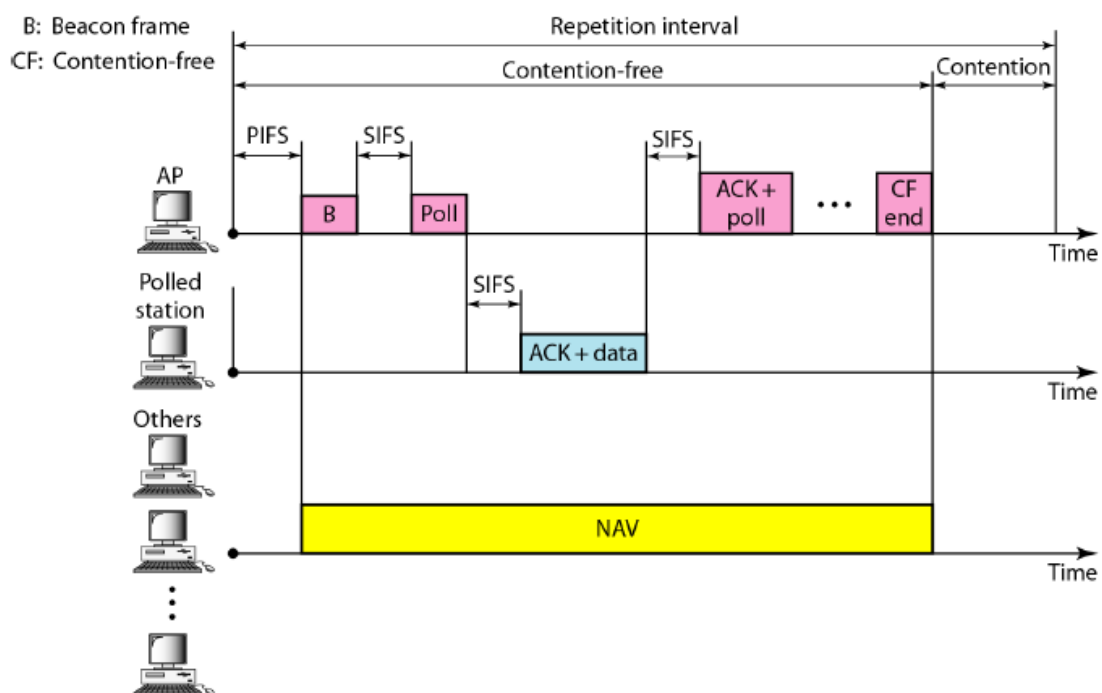 B: Beacon frame
Repetition interval
CF: Contention-free
Contention-free
Contention
PIFS
SIFS
SIFS
AP
B
Poll
ACK +
poll
...
CF
end
Time
Polled
station
SIFS
ACK + data
Time
Others
NAV
Time